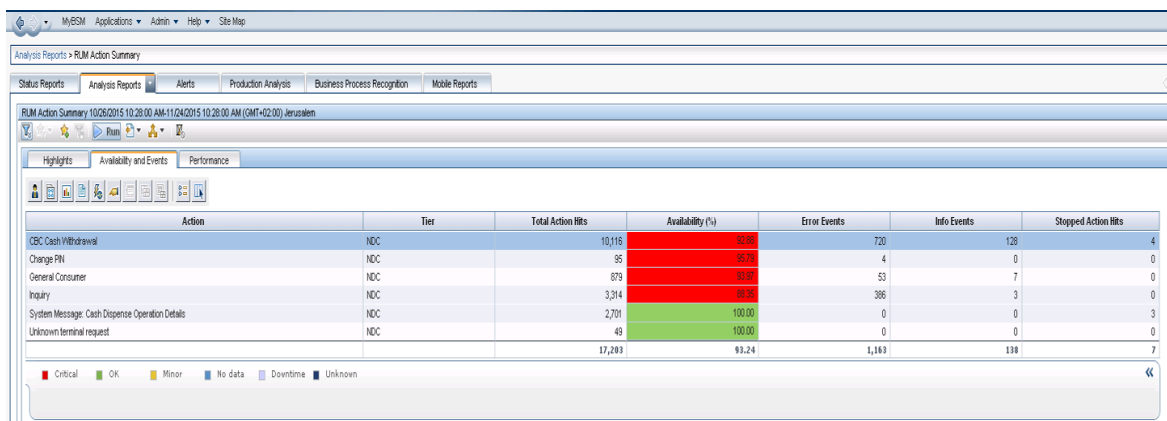 MyBSM Applications Admin Help Site Map
Analysis Reports > RUM Action Summary
Status Reports Analysis Reports Alerts Production Analysis Business Process Recognition Mobile Reports
RUM Action Summary 10/26/2015 10:28:00 AM-11/24/2015 10:28:00 AM (GMT+02:00) Jerusalem
Run
Highlights Availability and Events Performance
Action Tier Total Action Hits Availability (%) Error Events Info Events Stopped Action Hits
CBC Cash Withdrawal NDC 10,116 720 128 4
Change PIN NDC 95 95.79 4 0 0
General Consumer NDC 879 93.97 53 7 0
Inquiry NDC 3,314 88.35 386 3 0
System Message: Cash Dispense Operation Details NDC 2,701 100.00 0 0 3
Unknown terminal request NDC 49 100.00 0 0 0
17,203 93.24 1,163 138 7
Critical OK Minor No data Downtime Unknown